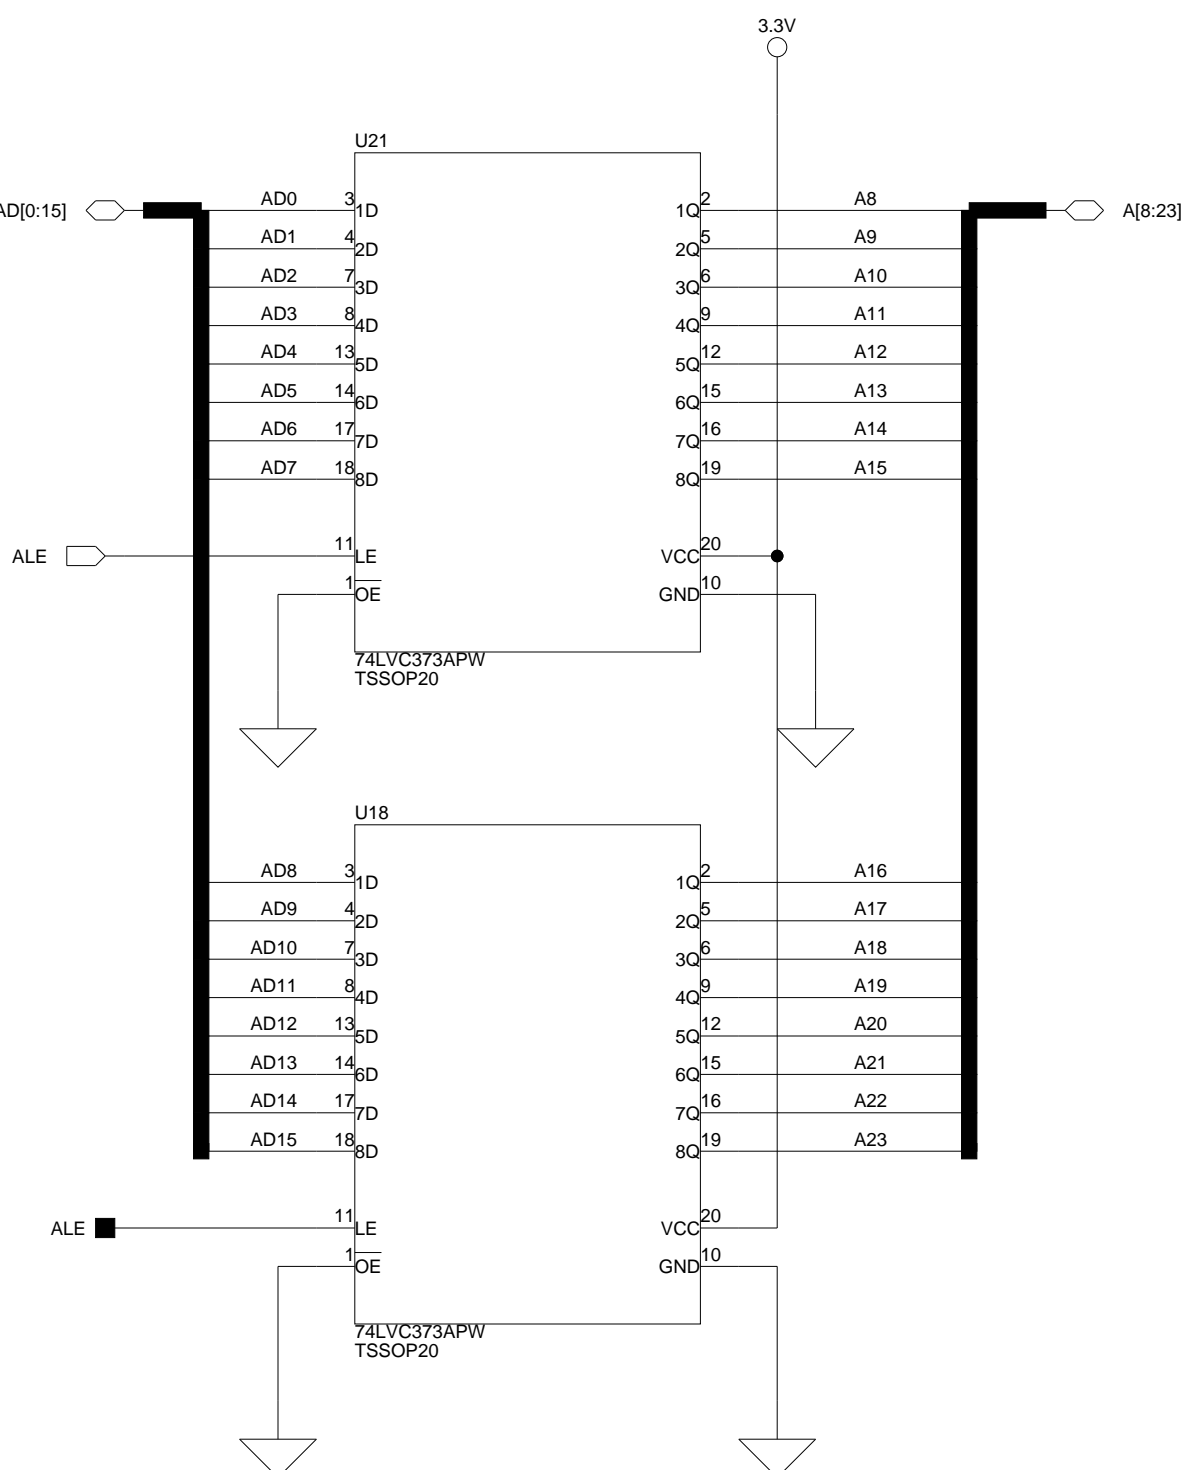 3.3V
U21
AD[0:15] AD0 3 1D 1Q 2 A8 A[8:23]
AD1 4 2D 2Q 5 A9
AD2 7 3D 3Q 6 A10
AD3 8 4D 4Q 9 A11
AD4 13 5D 5Q 12 A12
AD5 14 6D 6Q 15 A13
AD6 17 7D 7Q 16 A14
AD7 18 8D 8Q 19 A15
ALE 11 LE VCC 20
1 OE GND 10
74LVC373APW
TSSOP20
U18
AD8 3 1D 1Q 2 A16
AD9 4 2D 2Q 5 A17
AD10 7 3D 3Q 6 A18
AD11 8 4D 4Q 9 A19
AD12 13 5D 5Q 12 A20
AD13 14 6D 6Q 15 A21
AD14 17 7D 7Q 16 A22
AD15 18 8D 8Q 19 A23
ALE 11 LE VCC 20
1 OE GND 10
74LVC373APW
TSSOP20